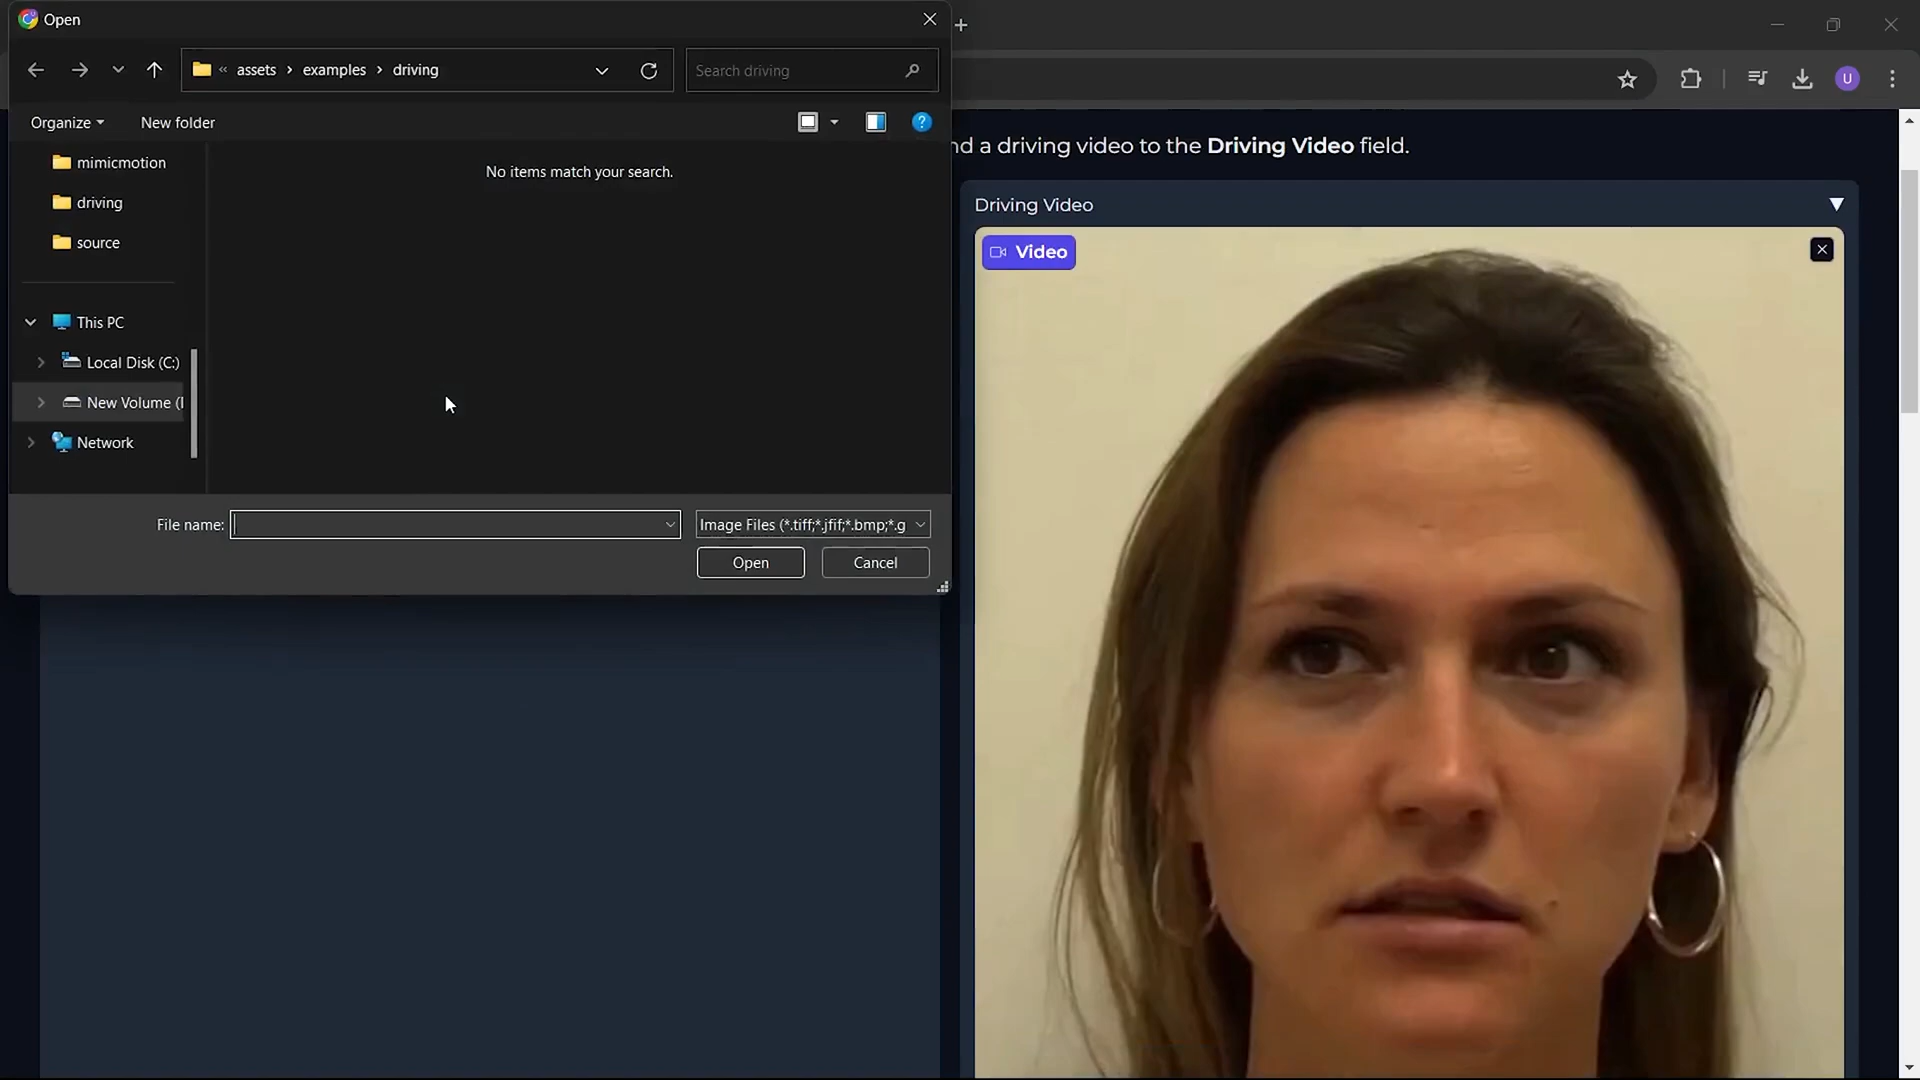 Open
assets › examples › driving
Search driving
Organize
New folder
mimicmotion
driving
source
This PC
Local Disk (C:)
New Volume (
Network
No items match your search.
File name:
Image Files (*.tiff;*.jfif;*.bmp;*.g
Open
Cancel
U
nd a driving video to the Driving Video field.
Driving Video
Video